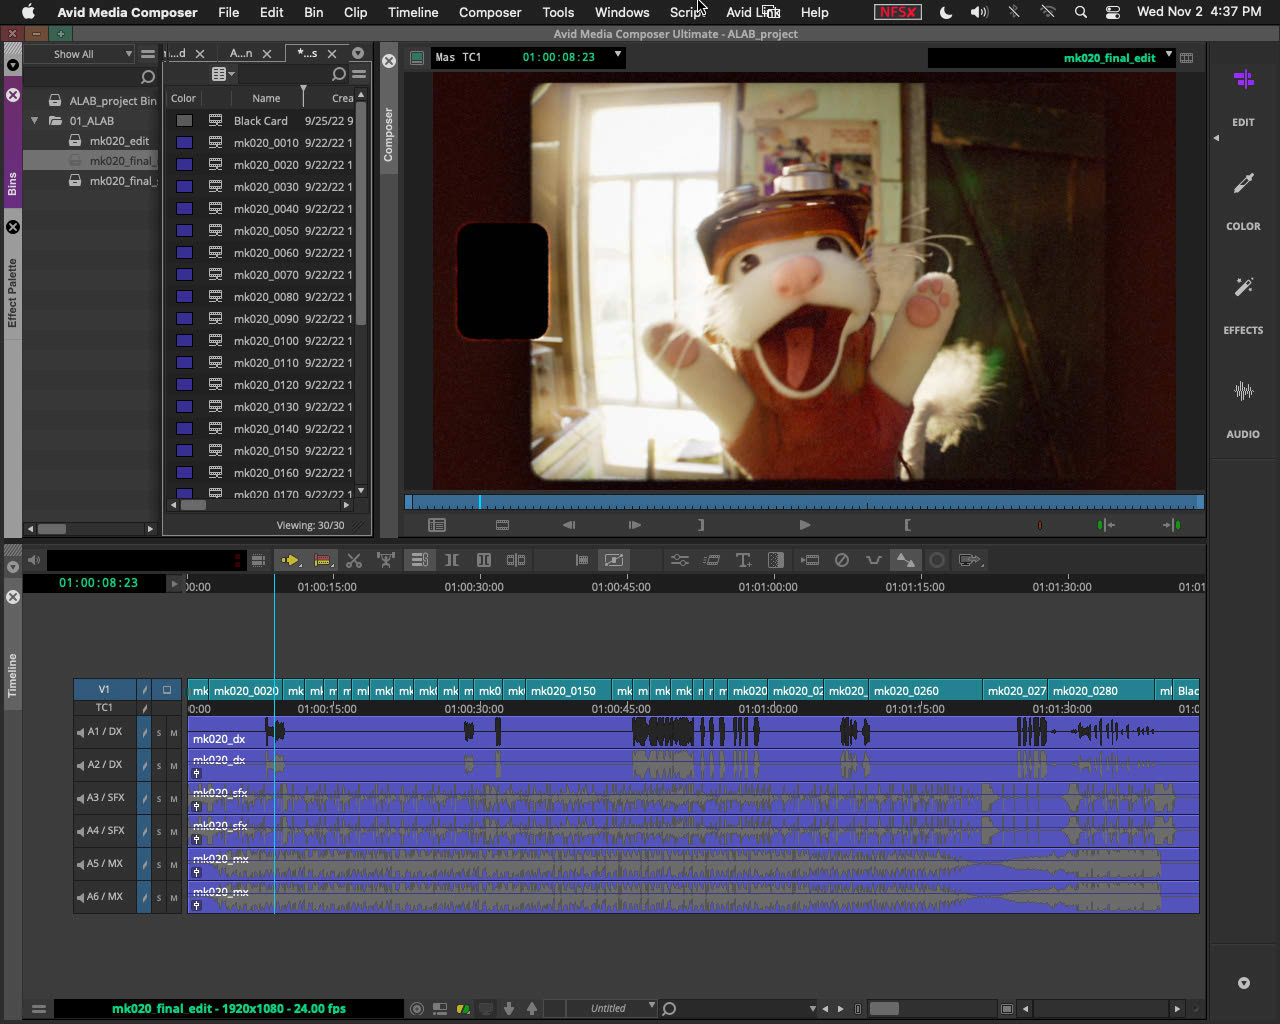 Avid Media Composer File Edit Bin Clip Timeline Composer Tools Windows Script Avid Link Help NFSX Wed Nov 2 4:37 PM
Avid Media Composer Ultimate - ALAB_project
Show All
ALAB_project Bin
01_ALAB
mk020_edit
mk020_final_
mk020_final_
Bins
Effect Palette
...d A...n *...s
Color Name Crea
Black Card 9/25/22 9
mk020_0010 9/22/22 1
mk020_0020 9/22/22 1
mk020_0030 9/22/22 1
mk020_0040 9/22/22 1
mk020_0050 9/22/22 1
mk020_0060 9/22/22 1
mk020_0070 9/22/22 1
mk020_0080 9/22/22 1
mk020_0090 9/22/22 1
mk020_0100 9/22/22 1
mk020_0110 9/22/22 1
mk020_0120 9/22/22 1
mk020_0130 9/22/22 1
mk020_0140 9/22/22 1
mk020_0150 9/22/22 1
mk020_0160 9/22/22 1
mk020_0170 9/22/22 1
Viewing: 30/30
Composer
Mas TC1 01:00:08:23
mk020_final_edit
EDIT
COLOR
EFFECTS
AUDIO
Timeline
01:00:08:23
00:00 01:00:15:00 01:00:30:00 01:00:45:00 01:01:00:00 01:01:15:00 01:01:30:00 01:01
V1 mk mk020_0020 mk mk m m mk mk mk mk m mk0 mk mk020_0150 mk m mk mk mk020 mk020_02 mk020_ mk020_0260 mk020_027 mk020_0280 Blac
TC1 0:00 01:00:15:00 01:00:30:00 01:00:45:00 01:01:00:00 01:01:15:00 01:01:30:00
A1 / DX S M mk020_dx
A2 / DX S M mk020_dx
A3 / SFX S M mk020_sfx
A4 / SFX S M mk020_sfx
A5 / MX S M mk020_mx
A6 / MX S M mk020_mx
mk020_final_edit - 1920x1080 - 24.00 fps
Untitled